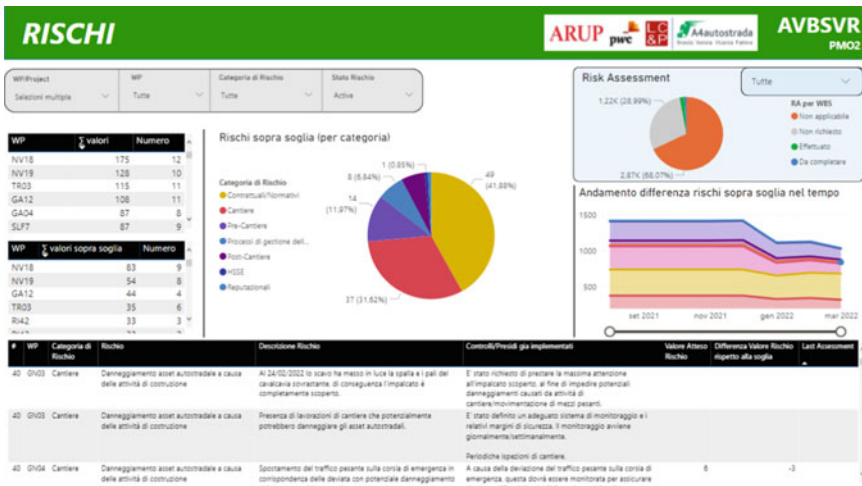 RISCHI
ARUP pwc LC&P A4autostrada
Brescia Verona Vicenza Padova
AVBSVR
PMO2
WP/Project WP Categoria di Rischio Stato Rischio
Selezioni multiple Tutte Tutte Active
Risk Assessment Tutte
1,22K (28,99%)
2,87K (68,07%)
RA per WBS
Non applicabile
Non richiesto
Effettuato
Da completare
WP ∑ valori Numero
NV18 175 12
NV19 128 10
TR03 115 11
GA12 108 11
GA04 87 8
SLF7 87 9
WP ∑ valori sopra soglia Numero
NV18 83 9
NV19 54 8
GA12 44 4
TR03 35 6
RI42 33 3
Rischi sopra soglia (per categoria)
Categoria di Rischio
Contrattuali/Normativi
Cantiere
Pre-Cantiere
Processi di gestione dell...
Post-Cantiere
HSSE
Reputazionali
1 (0.85%)
8 (6.84%)
14
(11,97%)
49
(41,88%)
37 (31,62%)
Andamento differenza rischi sopra soglia nel tempo
1500
1000
500
set 2021 nov 2021 gen 2022 mar 2022
# WP Categoria di Rischio Rischio Descrizione Rischio Controlli/Presidi gia implementati Valore Atteso Rischio Differenza Valore Rischio rispetto alla soglia Last Assessment
40 GN03 Cantiere Danneggiamento asset autostradale a causa Al 24/02/2022 lo scavo ha messo in luce la spalla e i pali del E' stato richiesto di prestare la massima attenzione
delle attività di costruzione cavalcavia sovrastante, di conseguenza l'impalcato è all'impalcato scoperto, al fine di impedire potenziali
completamente scoperto. danneggiamenti causati da attività di
cantiere/movimentazione di mezzi pesanti.
40 GN03 Cantiere Danneggiamento asset autostradale a causa Presenza di lavorazioni di cantiere che potenzialmente E' stato definito un adeguato sistema di monitoraggio e i
delle attività di costruzione potrebbero danneggiare gli asset autostradali. relativi margini di sicurezza. Il monitoraggio avviene
giornalmente/settimanalmente.
Periodiche ispezioni di cantiere.
40 GN04 Cantiere Danneggiamento asset autostradale a causa Spostamento del traffico pesante sulla corsia di emergenza in A causa della deviazione del traffico pesante sulla corsia di 6 -3
delle attività di costruzione corrispondenza delle deviata con potenziale danneggiamento emergenza, questa dovrà essere monitorata per assicurare